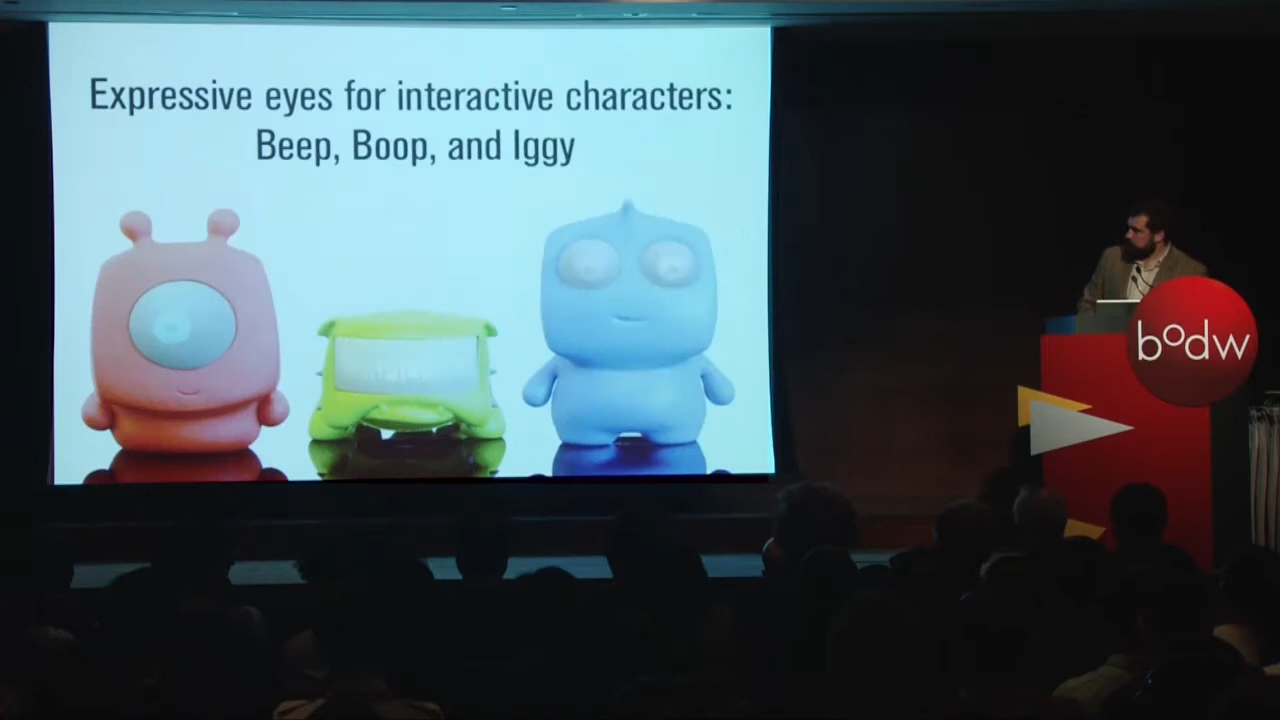 Expressive eyes for interactive characters:
Beep, Boop, and Iggy
bodw